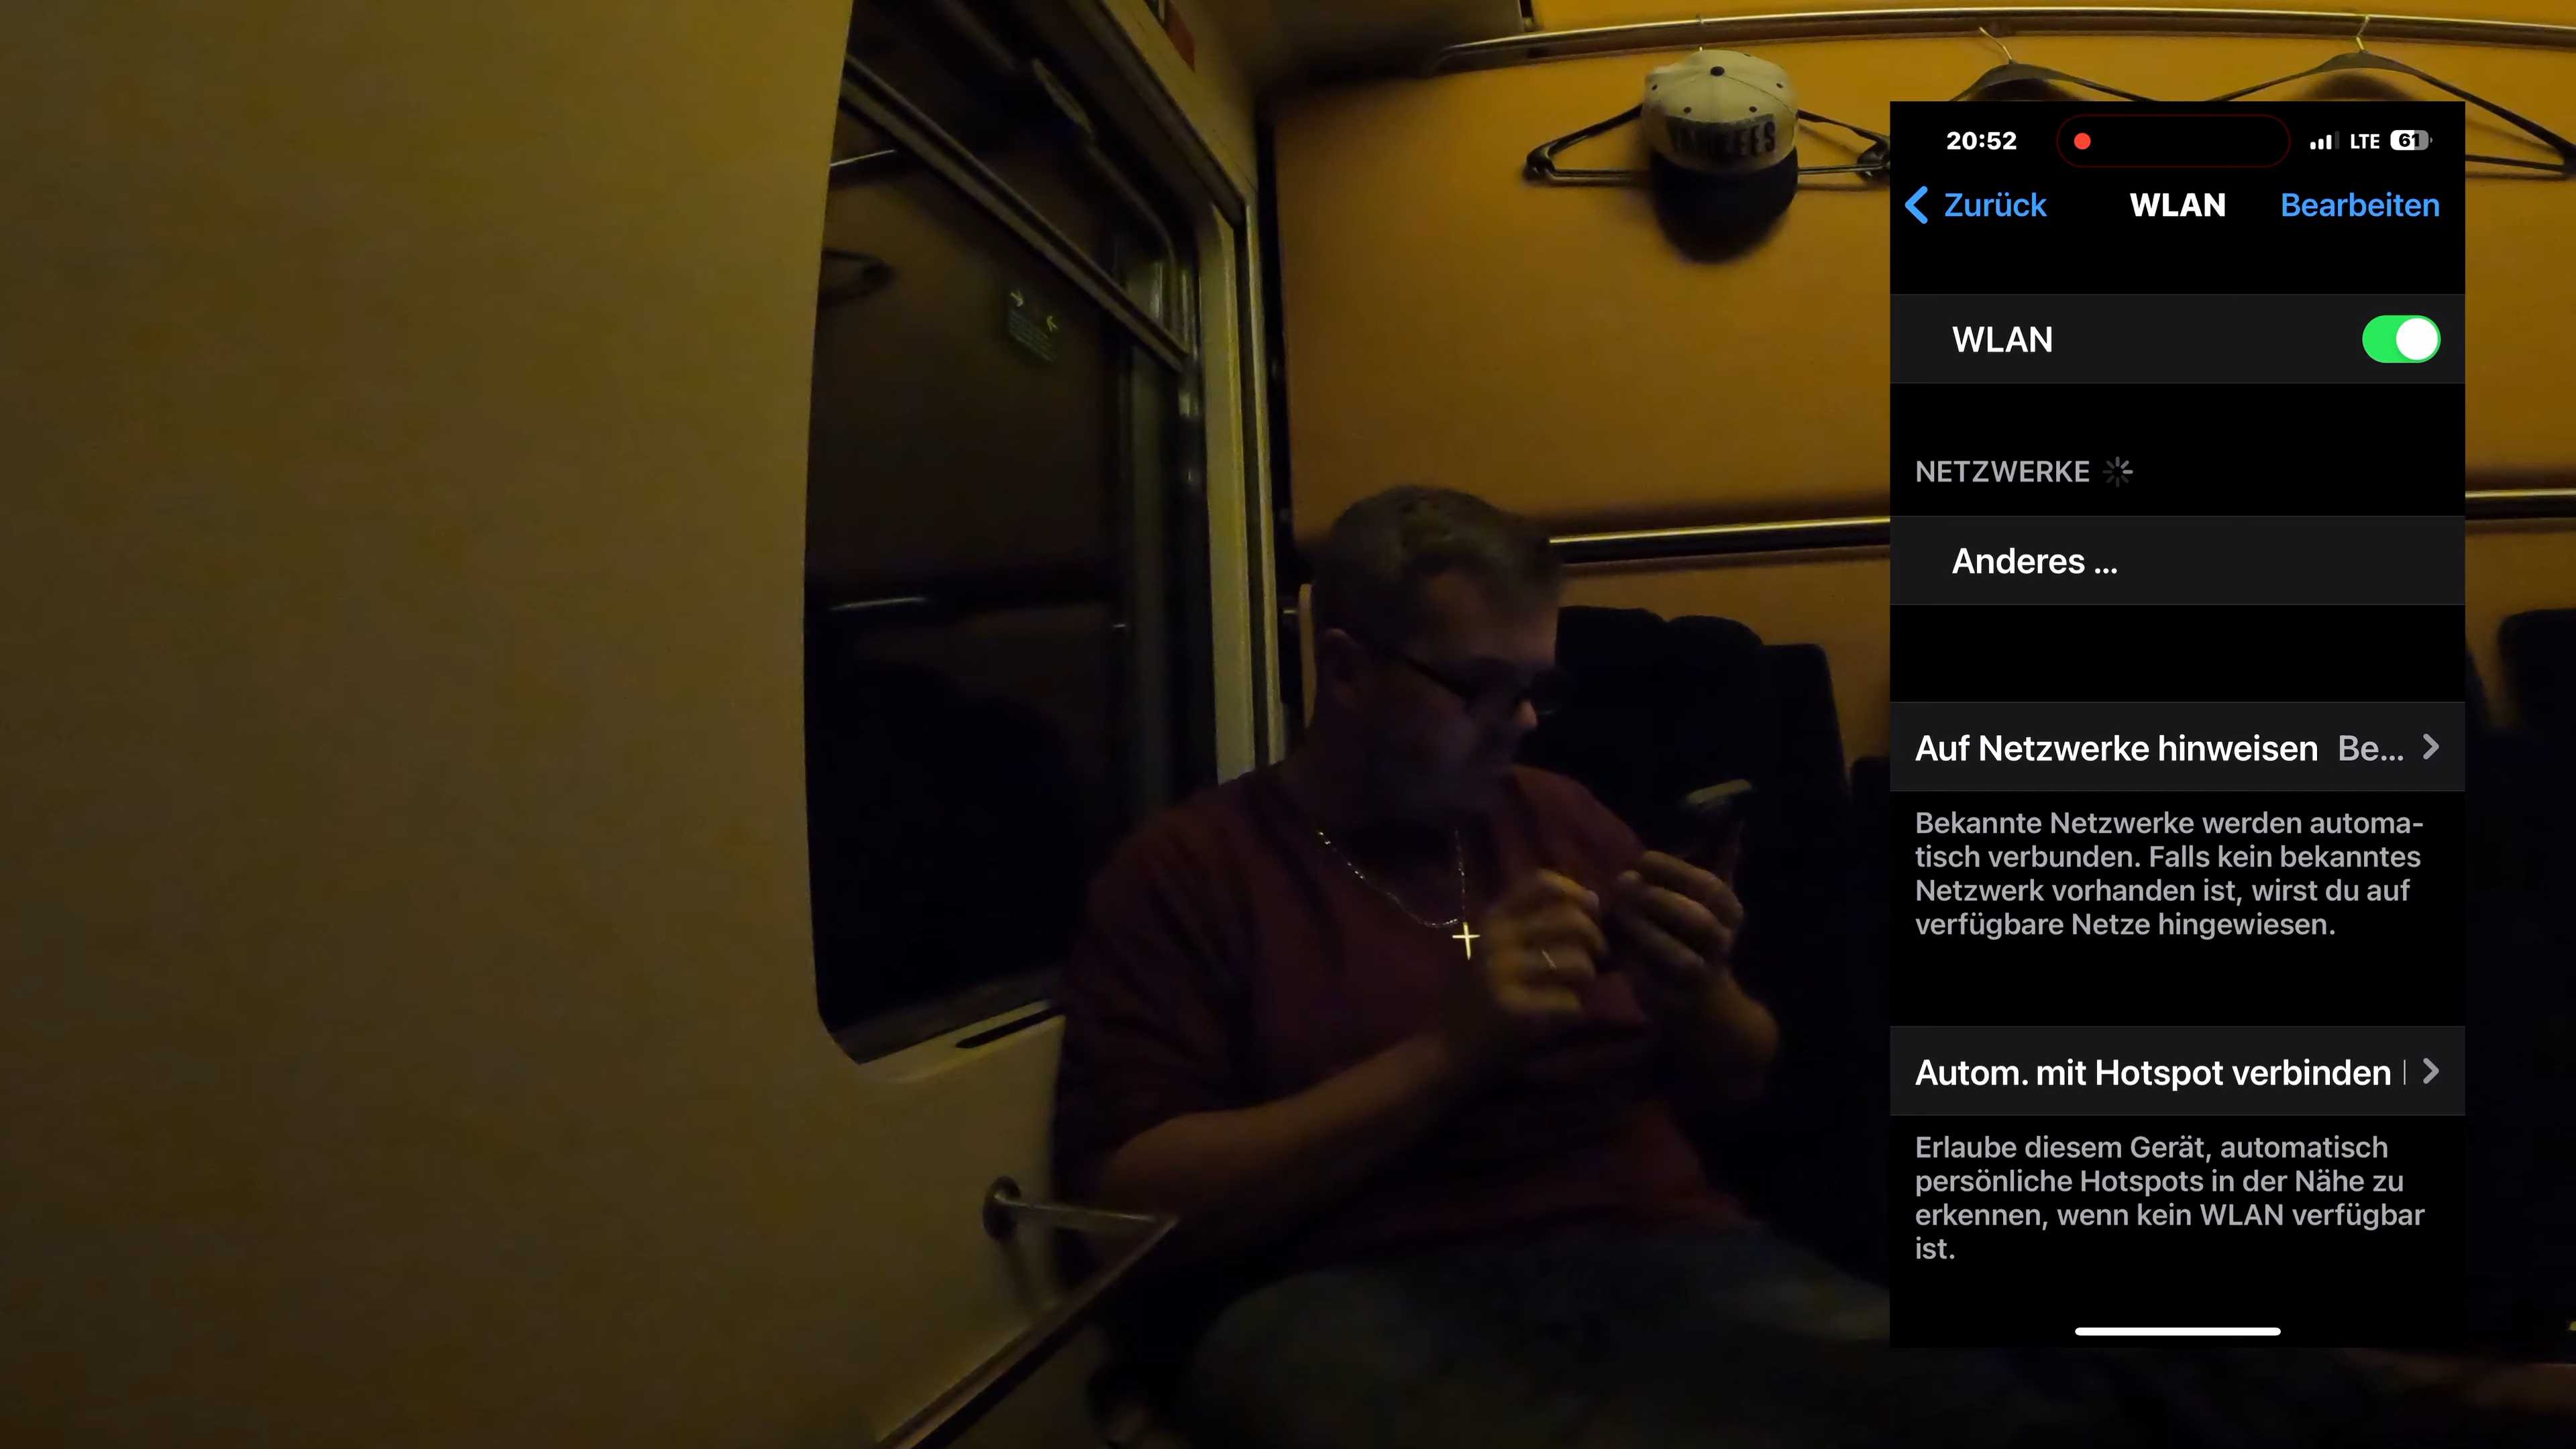 YANKEES
20:52
LTE 61
Zurück WLAN Bearbeiten
WLAN
NETZWERKE
Anderes ...
Auf Netzwerke hinweisen Be...
Bekannte Netzwerke werden automa-
tisch verbunden. Falls kein bekanntes
Netzwerk vorhanden ist, wirst du auf
verfügbare Netze hingewiesen.
Autom. mit Hotspot verbinden
Erlaube diesem Gerät, automatisch
persönliche Hotspots in der Nähe zu
erkennen, wenn kein WLAN verfügbar
ist.